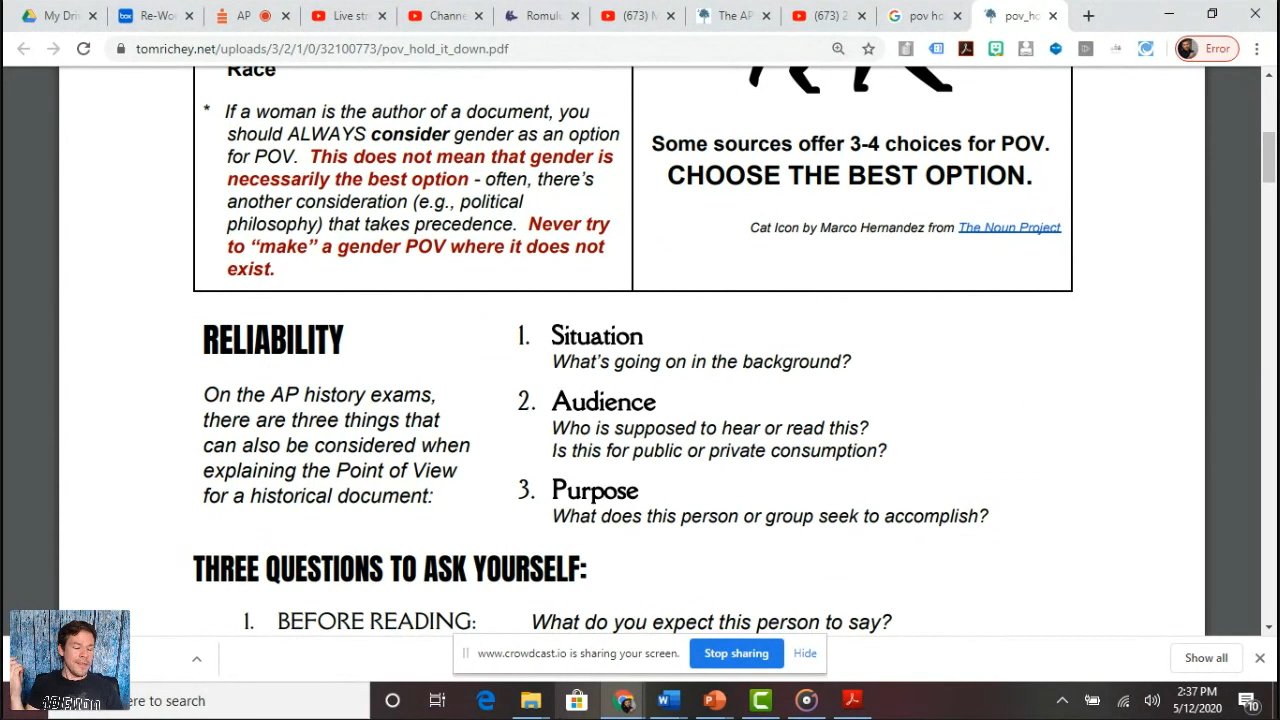 My Dri
Re-Wo
AP
Live str
Channe
Romulu
(673) M
The AP
(673) 2
pov ho
pov_ho
tomrichey.net/uploads/3/2/1/0/32100773/pov_hold_it_down.pdf
Error
Race
* If a woman is the author of a document, you
should ALWAYS consider gender as an option
for POV. This does not mean that gender is
necessarily the best option - often, there's
another consideration (e.g., political
philosophy) that takes precedence. Never try
to “make” a gender POV where it does not
exist.
Some sources offer 3-4 choices for POV.
CHOOSE THE BEST OPTION.
Cat Icon by Marco Hernandez from The Noun Project
RELIABILITY
On the AP history exams,
there are three things that
can also be considered when
explaining the Point of View
for a historical document:
1. Situation
What's going on in the background?
2. Audience
Who is supposed to hear or read this?
Is this for public or private consumption?
3. Purpose
What does this person or group seek to accomplish?
THREE QUESTIONS TO ASK YOURSELF:
1. BEFORE READING: What do you expect this person to say?
www.crowdcast.io is sharing your screen.
Stop sharing
Hide
Show all
here to search
2:37 PM
5/12/2020
10